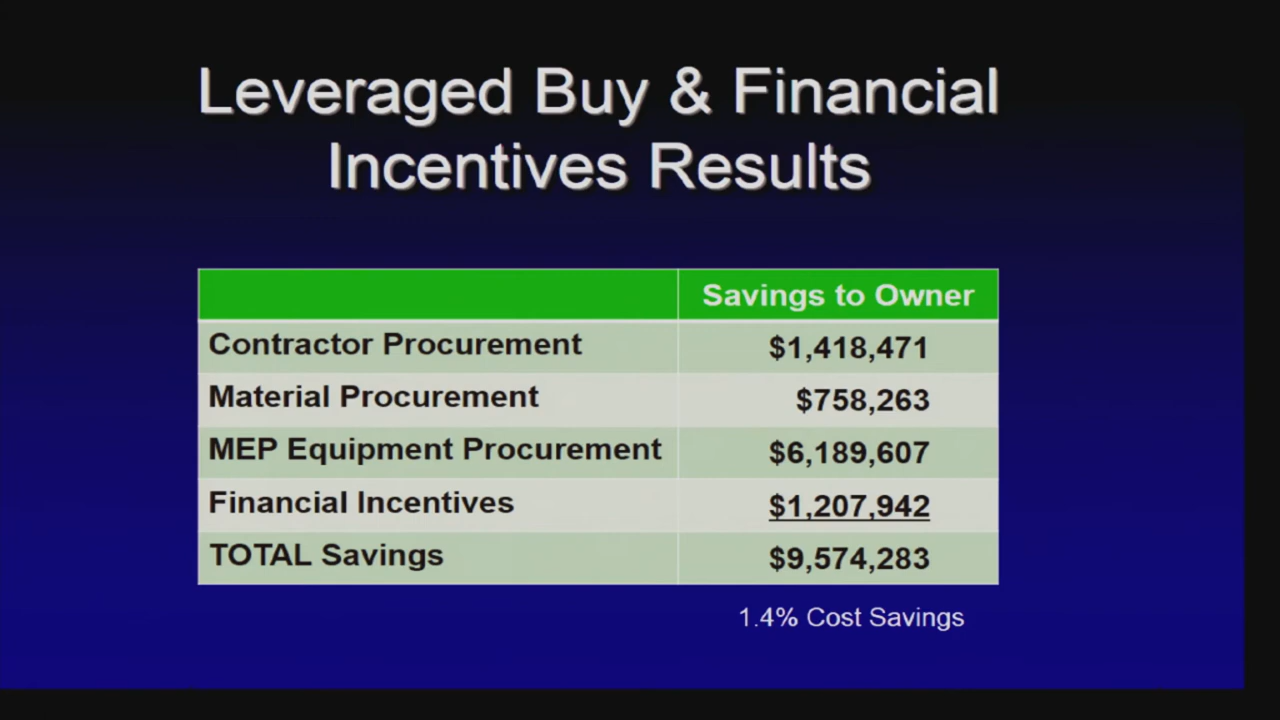 Leveraged Buy & Financial
Incentives Results
Savings to Owner
Contractor Procurement $1,418,471
Material Procurement $758,263
MEP Equipment Procurement $6,189,607
Financial Incentives $1,207,942
TOTAL Savings $9,574,283
1.4% Cost Savings